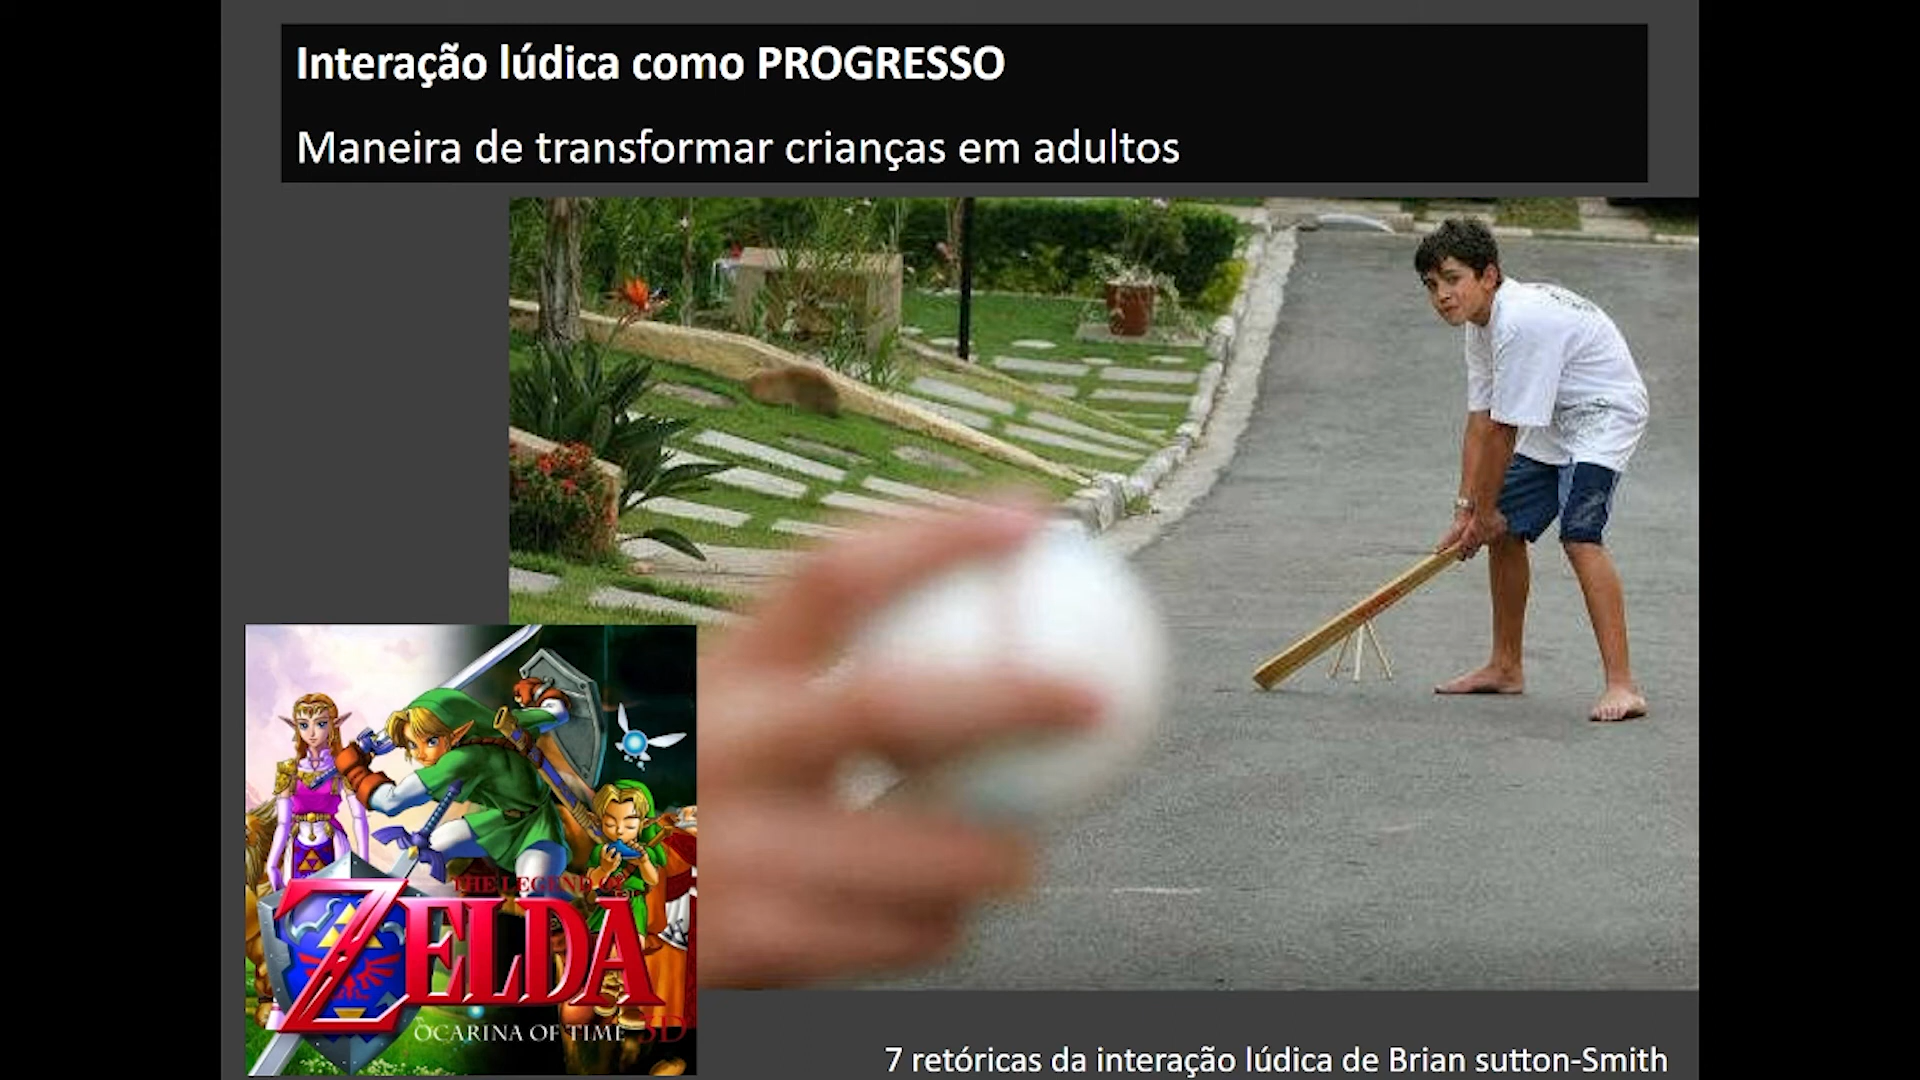 Interação lúdica como PROGRESSO
Maneira de transformar crianças em adultos
THE LEGEND OF
ZELDA
OCARINA OF TIME 3D
7 retóricas da interação lúdica de Brian sutton-Smith